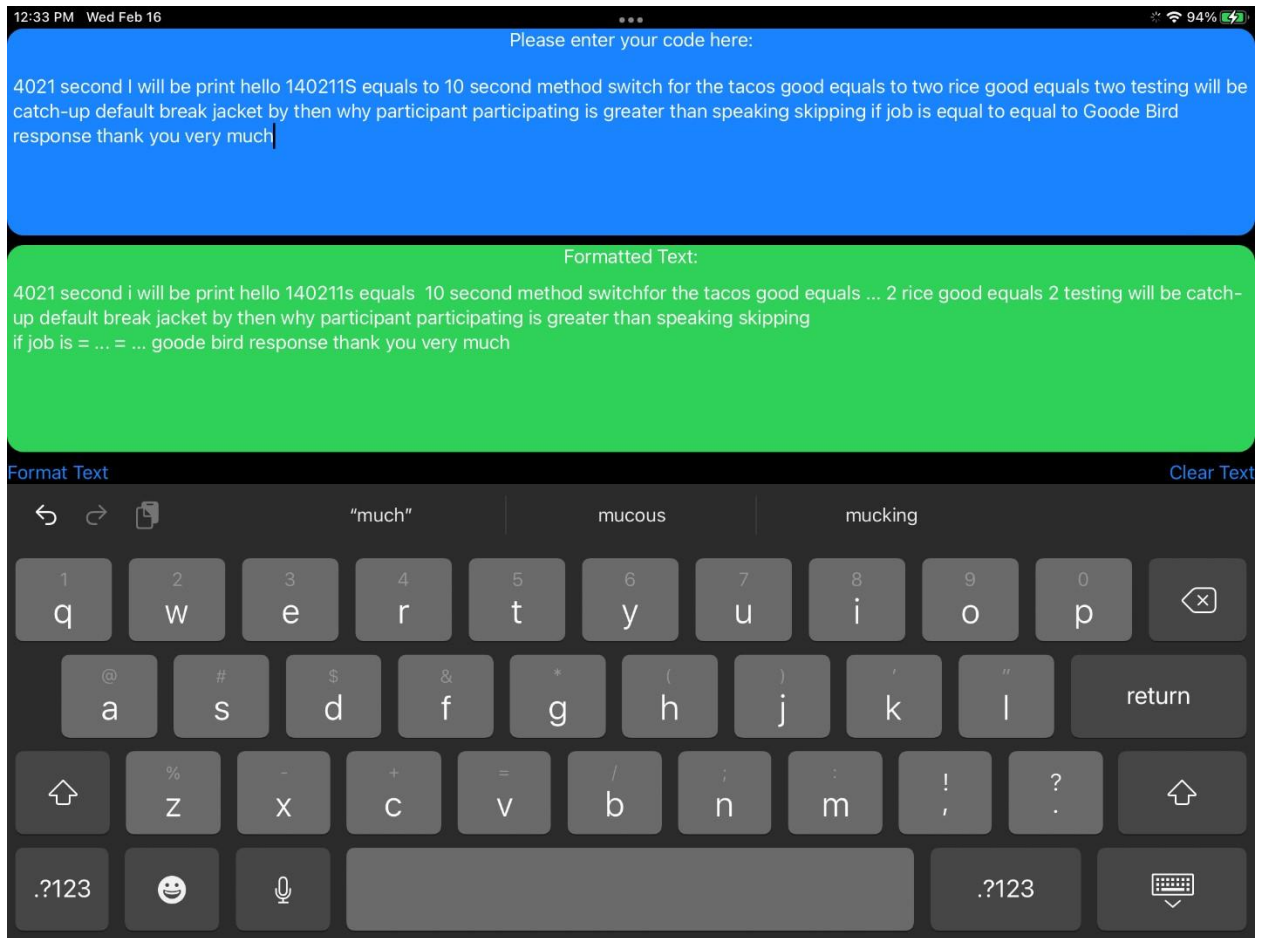 12:33 PM Wed Feb 16
94%
Please enter your code here:
4021 second I will be print hello 140211S equals to 10 second method switch for the tacos good equals to two rice good equals two testing will be
catch-up default break jacket by then why participant participating is greater than speaking skipping if job is equal to equal to Goode Bird
response thank you very much
Formatted Text:
4021 second i will be print hello 140211s equals  10 second method switchfor the tacos good equals ... 2 rice good equals 2 testing will be catch-
up default break jacket by then why participant participating is greater than speaking skipping
if job is = ... = ... goode bird response thank you very much
Format Text
Clear Text
“much”
mucous
mucking
1 2 3 4 5 6 7 8 9 0
q w e r t y u i o p
@ # $ & * ( ) ' "
a s d f g h j k l return
% - + = / ; : ! ?
z x c v b n m , .
.?123 .?123